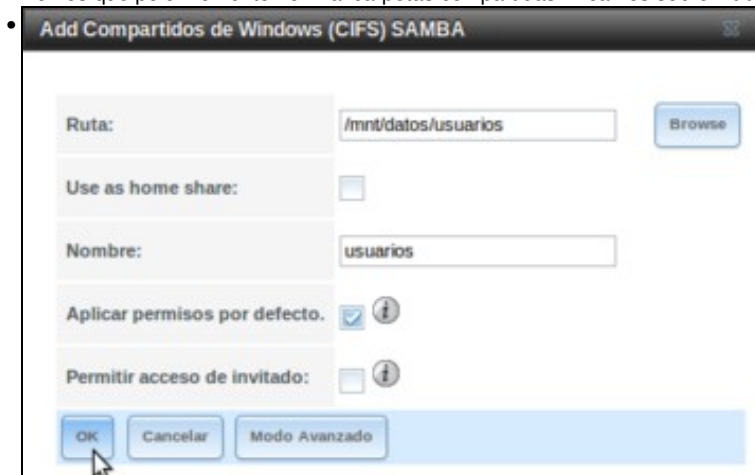 Add Compartidos de Windows (CIFS) SAMBA
Ruta: /mnt/datos/usuarios Browse
Use as home share:
Nombre: usuarios
Aplicar permisos por defecto.
Permitir acceso de invitado:
OK Cancelar Modo Avanzado